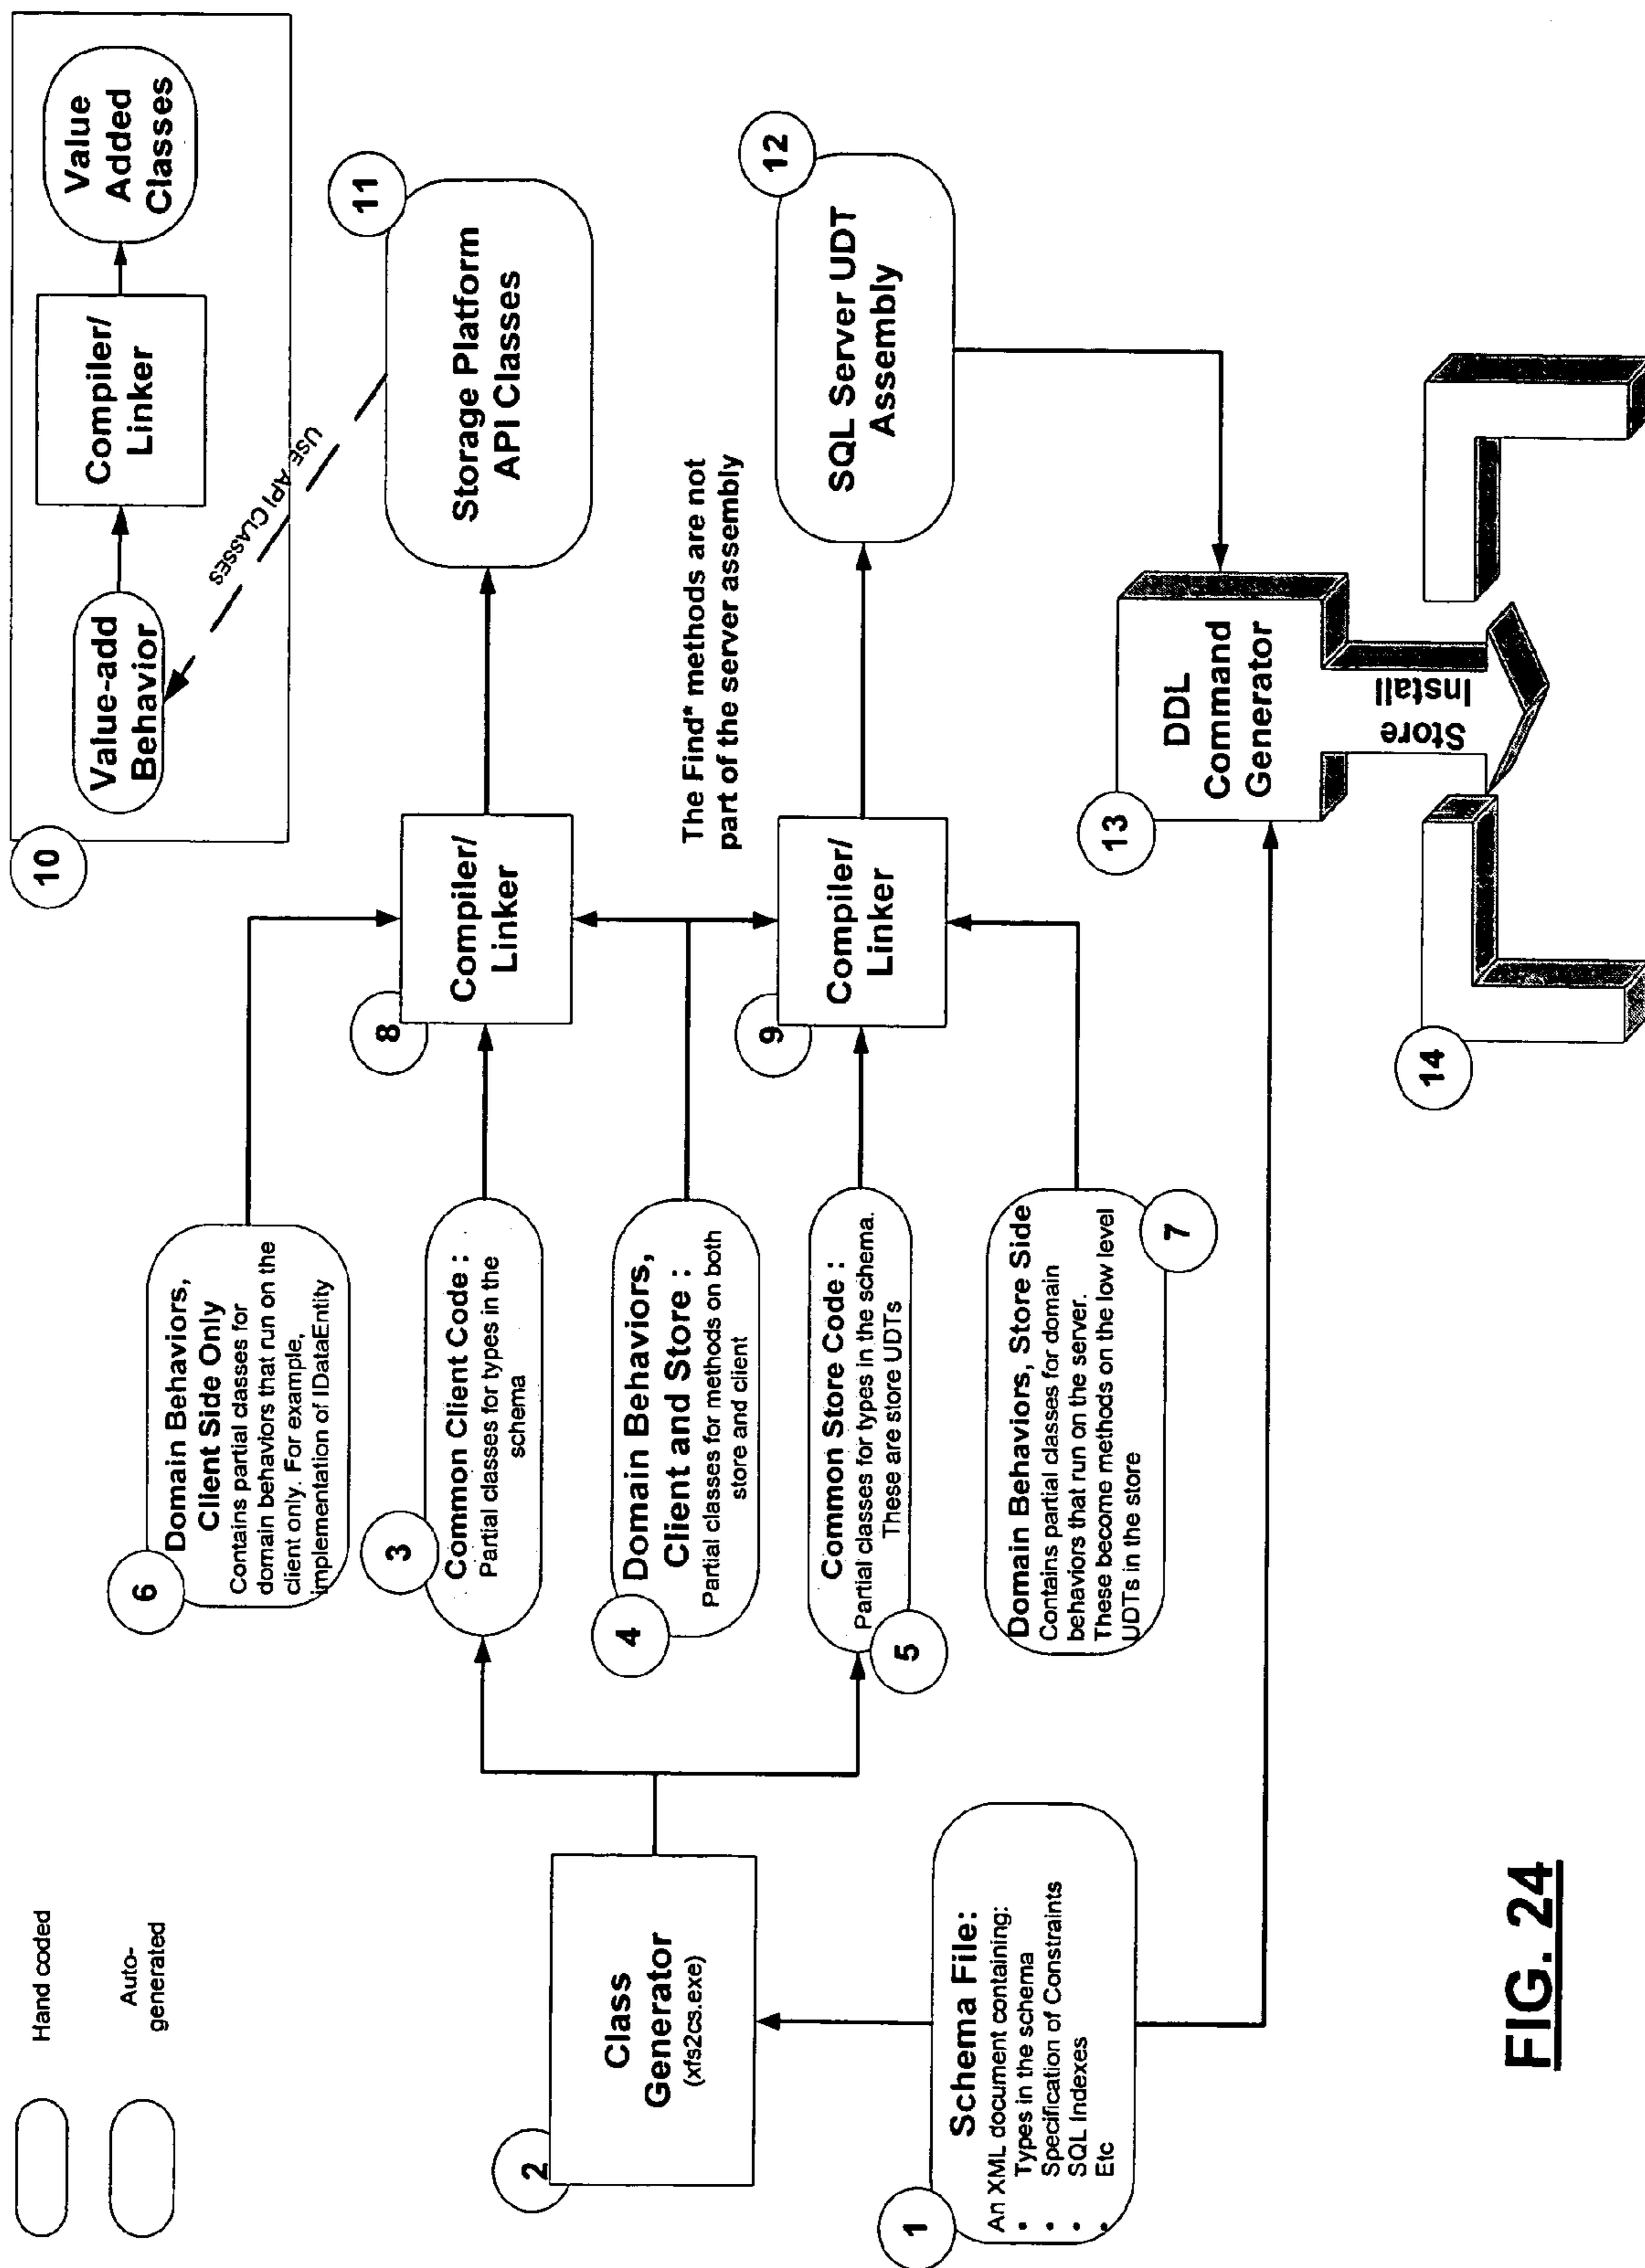 Hand coded
Auto-
generated
10
Value-add
Behavior
Compiler/
Linker
Value
Added
Classes
USE API CLASSES
6
Domain Behaviors,
Client Side Only
Contains partial classes for
domain behaviors that run on the
client only. For example,
implementation of IDataEntity
3
Common Client Code :
Partial classes for types in the
schema
8
Compiler/
Linker
11
Storage Platform
API Classes
2
Class
Generator
(xfs2cs.exe)
4
Domain Behaviors,
Client and Store :
Partial classes for methods on both
store and client
The Find* methods are not
part of the server assembly
5
Common Store Code :
Partial classes for types in the schema.
These are store UDTs
9
Compiler/
Linker
12
SQL Server UDT
Assembly
1
Schema File:
An XML document containing:
• Types in the schema
• Specification of Constraints
• SQL Indexes
• Etc
7
Domain Behaviors, Store Side
Contains partial classes for domain
behaviors that run on the server.
These become methods on the low level
UDTs in the store
13
DDL
Command
Generator
Store
Install
14
FIG. 24